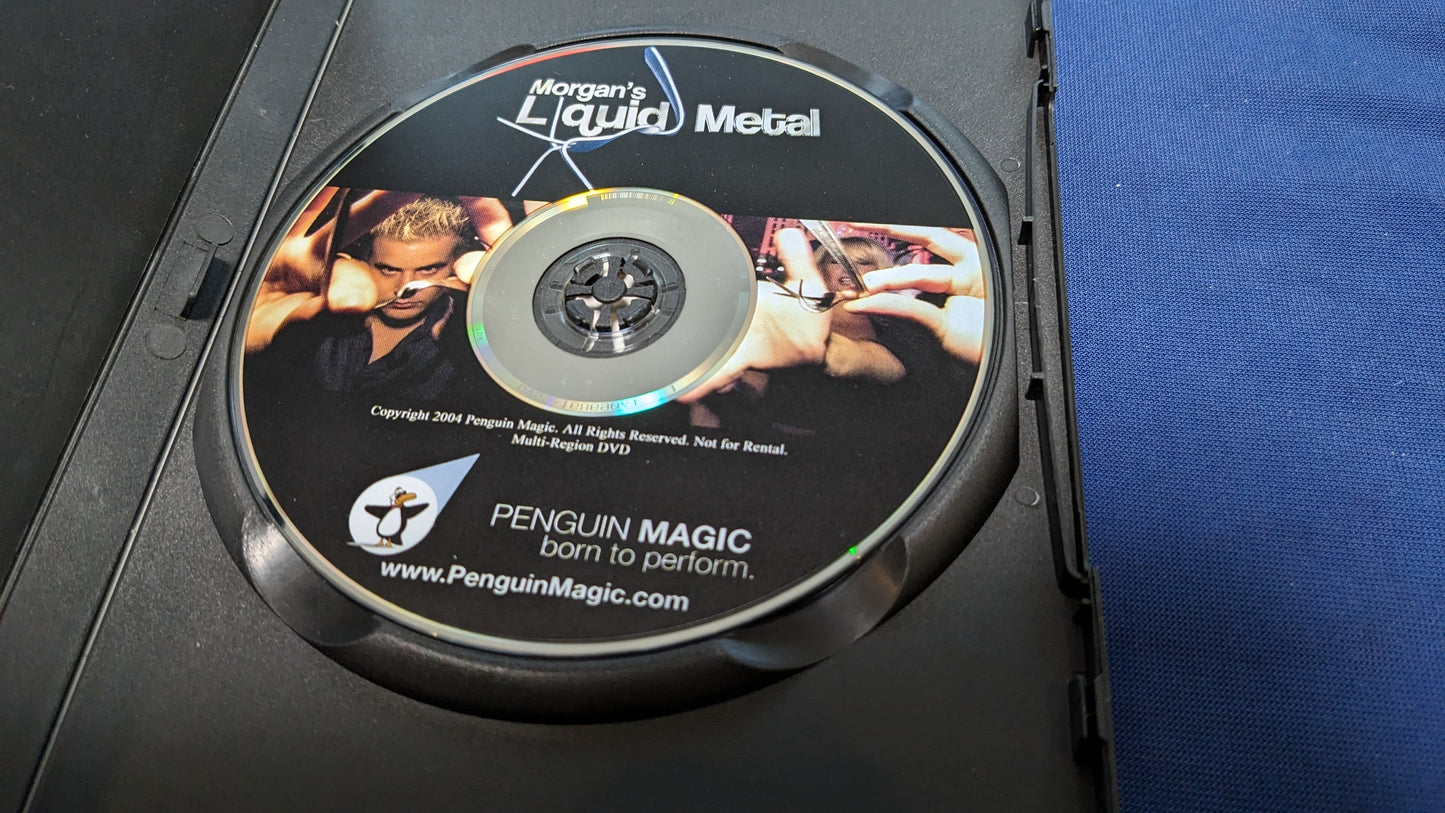 Morgan's
Liquid Metal
Copyright 2004 Penguin Magic. All Rights Reserved. Not for Rental.
Multi-Region DVD
PENGUIN MAGIC
born to perform.
www.PenguinMagic.com